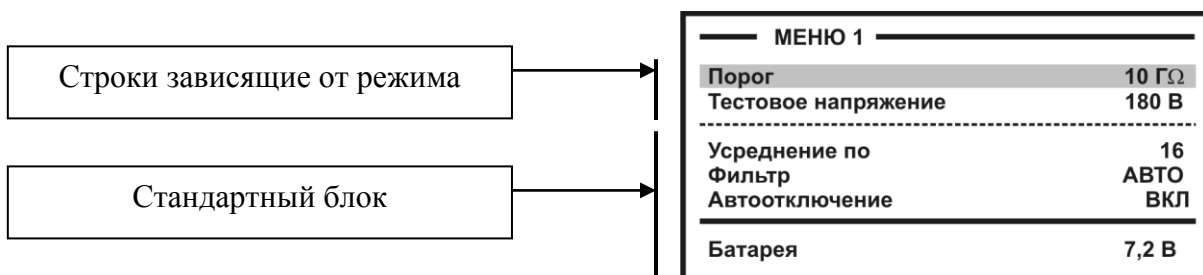 Строки зависящие от режима
Стандартный блок
МЕНЮ 1
Порог 10 ГΩ
Тестовое напряжение 180 В
Усреднение по 16
Фильтр АВТО
Автоотключение ВКЛ
Батарея 7,2 В